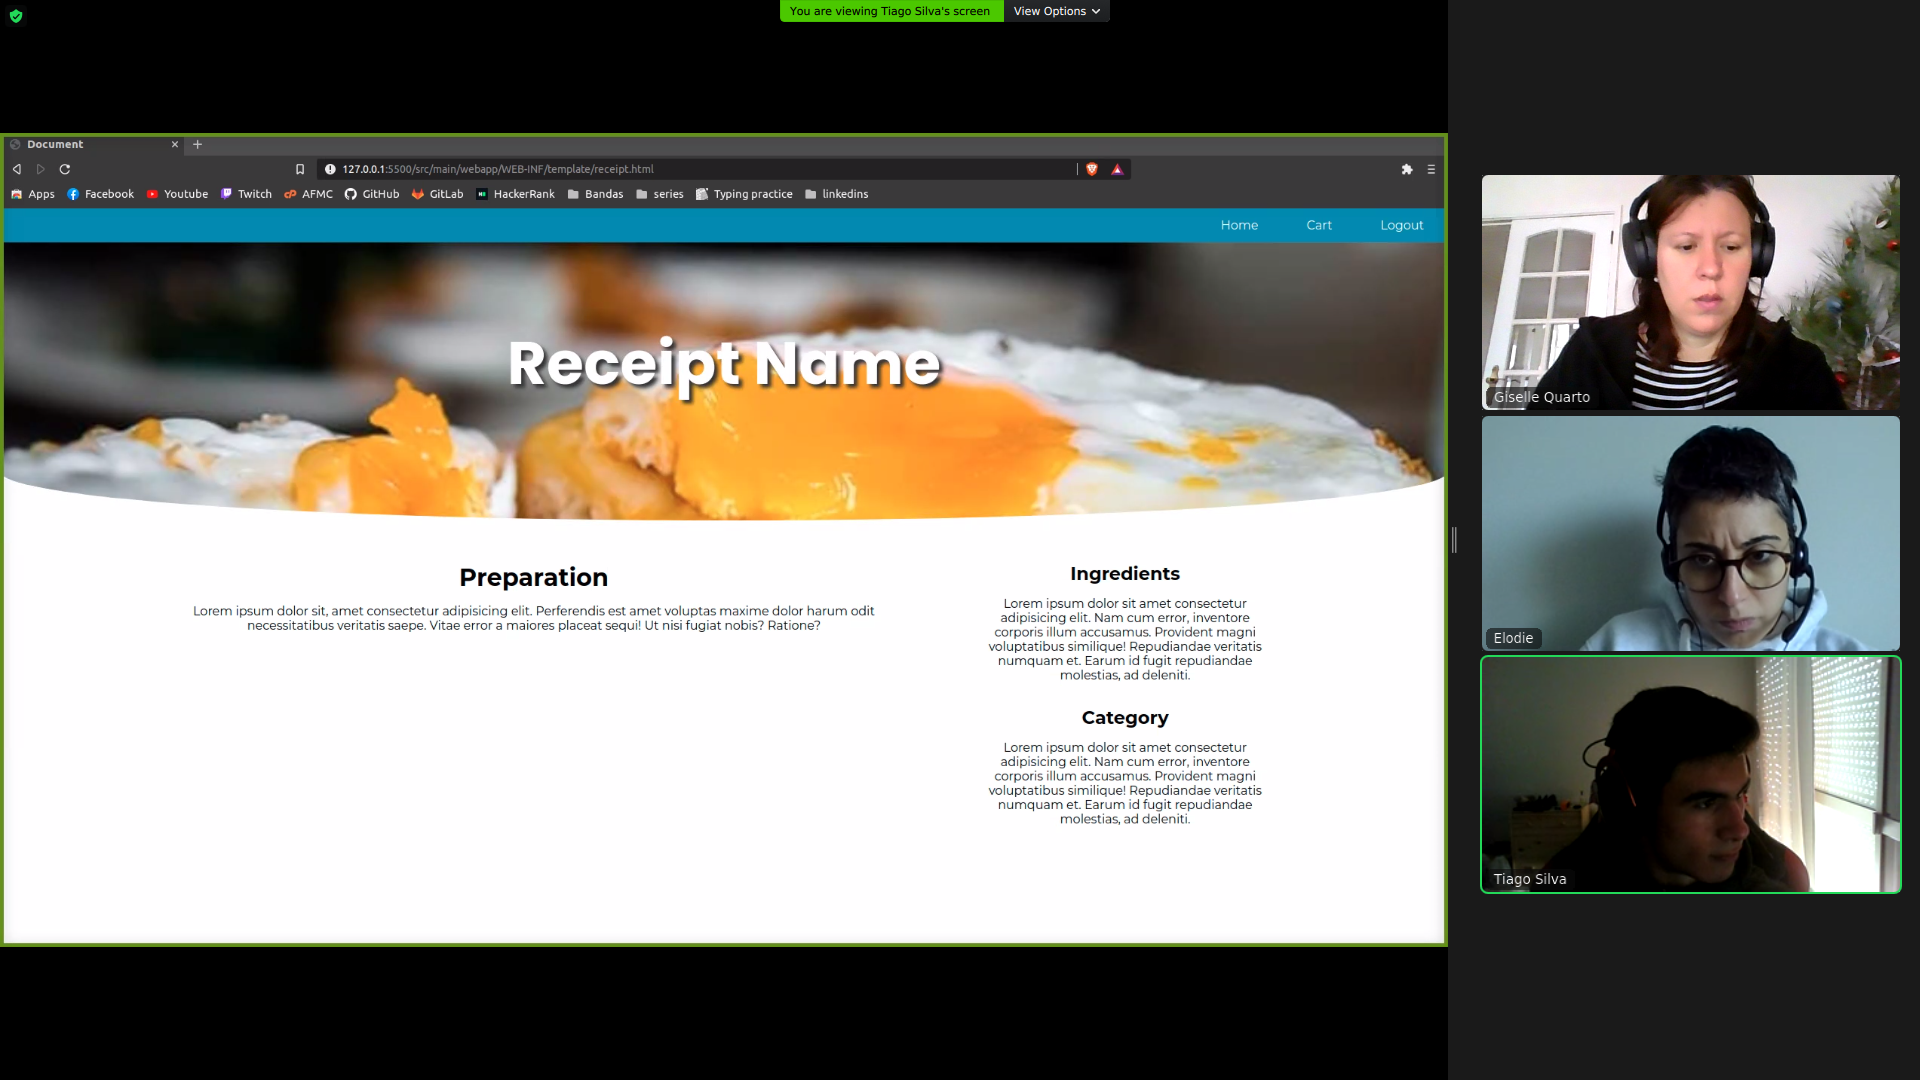 You are viewing Tiago Silva's screen View Options
Document
127.0.0.1:5500/src/main/webapp/WEB-INF/template/receipt.html
Apps Facebook Youtube Twitch AFMC GitHub GitLab HackerRank Bandas series Typing practice linkedins
Home Cart Logout
Receipt Name
Preparation
Lorem ipsum dolor sit, amet consectetur adipisicing elit. Perferendis est amet voluptas maxime dolor harum odit
necessitatibus veritatis saepe. Vitae error a maiores placeat sequi! Ut nisi fugiat nobis? Ratione?
Ingredients
Lorem ipsum dolor sit amet consectetur
adipisicing elit. Nam cum error, inventore
corporis illum accusamus. Provident magni
voluptatibus similique! Repudiandae veritatis
numquam et. Earum id fugit repudiandae
molestias, ad deleniti.
Category
Lorem ipsum dolor sit amet consectetur
adipisicing elit. Nam cum error, inventore
corporis illum accusamus. Provident magni
voluptatibus similique! Repudiandae veritatis
numquam et. Earum id fugit repudiandae
molestias, ad deleniti.
Giselle Quarto
Elodie
Tiago Silva